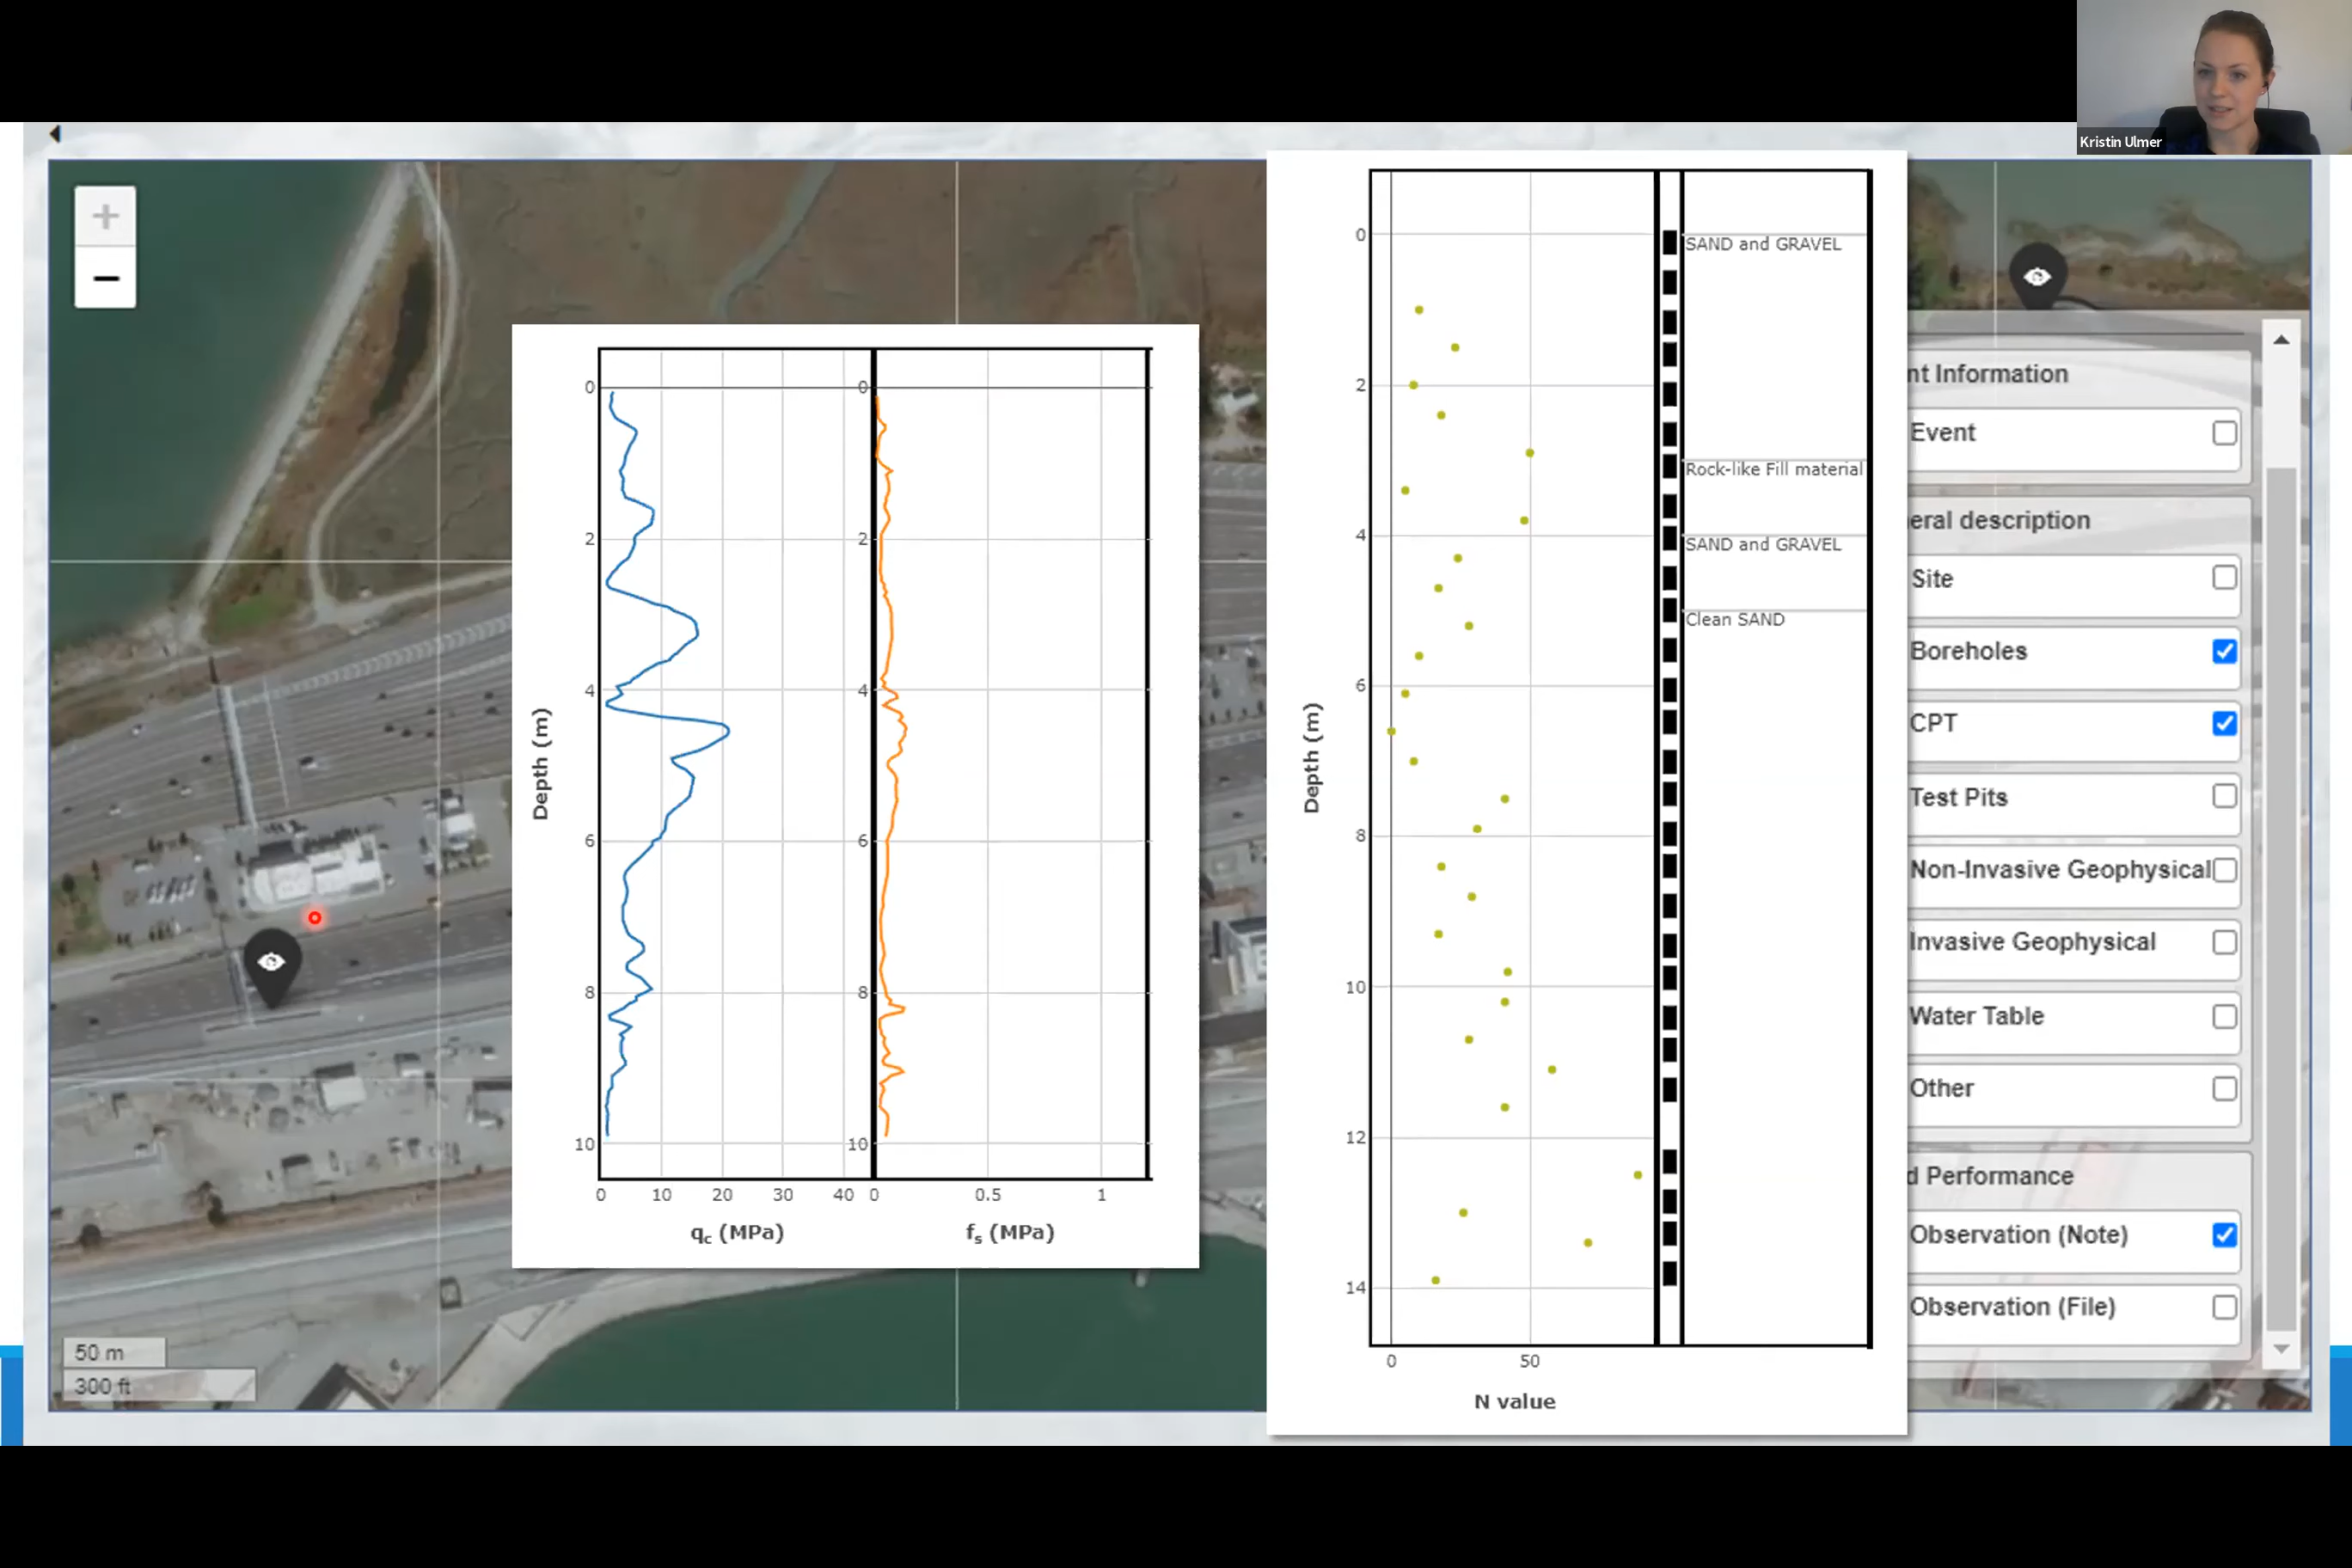 Kristin Ulmer
+
−
50 m
300 ft
0
2
4
6
8
10
Depth (m)
0
2
4
6
8
10
0 10 20 30 40 0 0.5 1
qc (MPa) fs (MPa)
0
2
4
6
8
10
12
14
Depth (m)
SAND and GRAVEL
Rock-like Fill material
SAND and GRAVEL
Clean SAND
0 50
N value
nt Information
Event
eral description
Site
Boreholes
CPT
Test Pits
Non-Invasive Geophysical
Invasive Geophysical
Water Table
Other
d Performance
Observation (Note)
Observation (File)